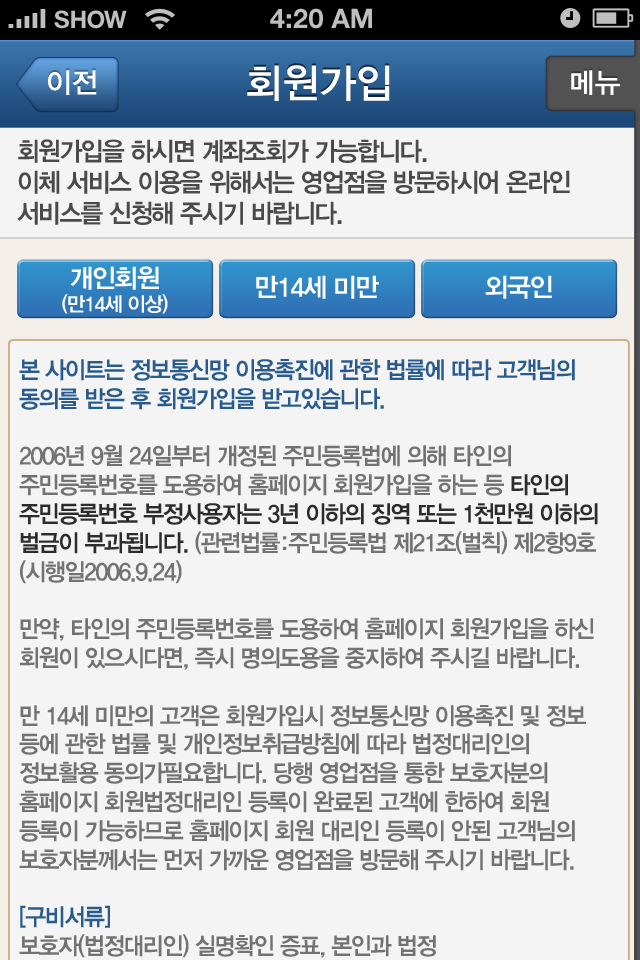 SHOW 4:20 AM
이전 회원가입 메뉴
회원가입을 하시면 계좌조회가 가능합니다.
이체 서비스 이용을 위해서는 영업점을 방문하시어 온라인
서비스를 신청해 주시기 바랍니다.
개인회원 만14세 미만 외국인
(만14세 이상)
본 사이트는 정보통신망 이용촉진에 관한 법률에 따라 고객님의
동의를 받은 후 회원가입을 받고있습니다.
2006년 9월 24일부터 개정된 주민등록법에 의해 타인의
주민등록번호를 도용하여 홈페이지 회원가입을 하는 등 타인의
주민등록번호 부정사용자는 3년 이하의 징역 또는 1천만원 이하의
벌금이 부과됩니다. (관련법률:주민등록법 제21조(벌칙) 제2항9호
(시행일2006.9.24)
만약, 타인의 주민등록번호를 도용하여 홈페이지 회원가입을 하신
회원이 있으시다면, 즉시 명의도용을 중지하여 주시길 바랍니다.
만 14세 미만의 고객은 회원가입시 정보통신망 이용촉진 및 정보
등에 관한 법률 및 개인정보취급방침에 따라 법정대리인의
정보활용 동의가필요합니다. 당행 영업점을 통한 보호자분의
홈페이지 회원법정대리인 등록이 완료된 고객에 한하여 회원
등록이 가능하므로 홈페이지 회원 대리인 등록이 안된 고객님의
보호자분께서는 먼저 가까운 영업점을 방문해 주시기 바랍니다.
[구비서류]
보호자(법정대리인) 실명확인 증표, 본인과 법정